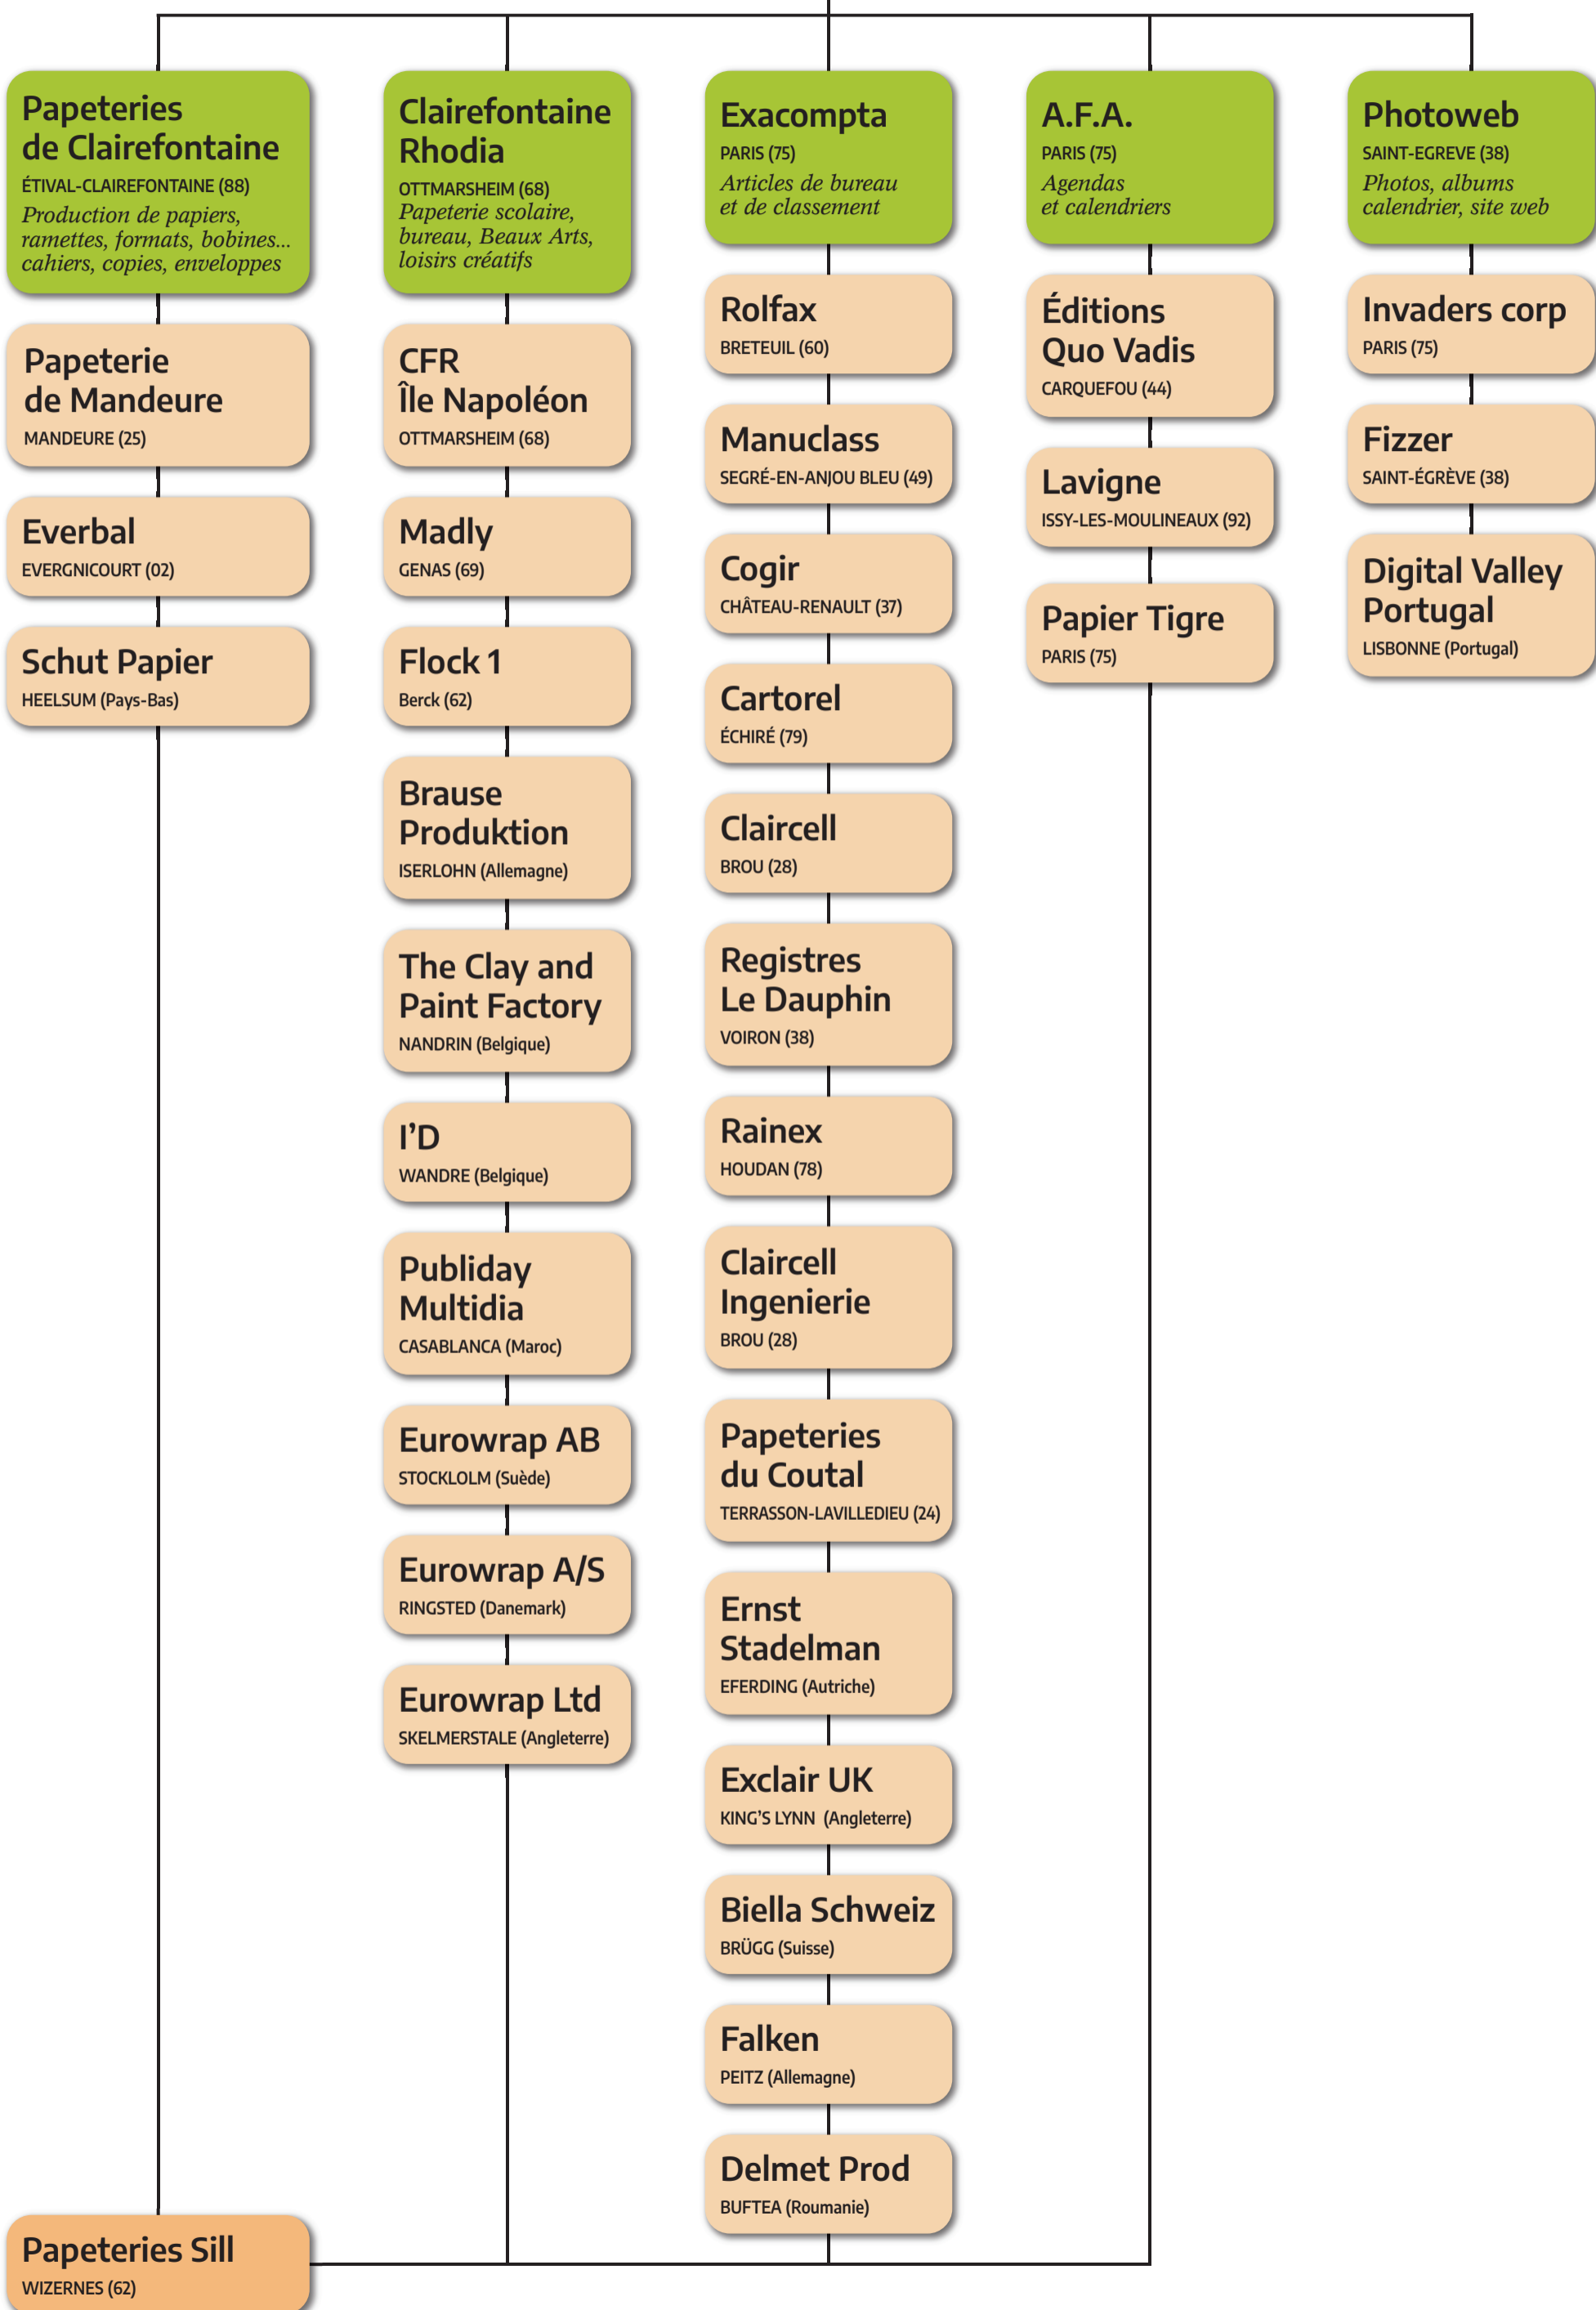 Papeteries
de Clairefontaine
ÉTIVAL-CLAIREFONTAINE (88)
Production de papiers,
ramettes, formats, bobines...
cahiers, copies, enveloppes
Papeterie
de Mandeure
MANDEURE (25)
Everbal
EVERGNICOURT (02)
Schut Papier
HEELSUM (Pays-Bas)
Papeteries Sill
WIZERNES (62)
Clairefontaine
Rhodia
OTTMARSHEIM (68)
Papeterie scolaire,
bureau, Beaux Arts,
loisirs créatifs
CFR
Île Napoléon
OTTMARSHEIM (68)
Madly
GENAS (69)
Flock 1
Berck (62)
Brause
Produktion
ISERLOHN (Allemagne)
The Clay and
Paint Factory
NANDRIN (Belgique)
I’D
WANDRE (Belgique)
Publiday
Multidia
CASABLANCA (Maroc)
Eurowrap AB
STOCKLOLM (Suède)
Eurowrap A/S
RINGSTED (Danemark)
Eurowrap Ltd
SKELMERSTALE (Angleterre)
Exacompta
PARIS (75)
Articles de bureau
et de classement
Rolfax
BRETEUIL (60)
Manuclass
SEGRÉ-EN-ANJOU BLEU (49)
Cogir
CHÂTEAU-RENAULT (37)
Cartorel
ÉCHIRÉ (79)
Claircell
BROU (28)
Registres
Le Dauphin
VOIRON (38)
Rainex
HOUDAN (78)
Claircell
Ingenierie
BROU (28)
Papeteries
du Coutal
TERRASSON-LAVILLEDIEU (24)
Ernst
Stadelman
EFERDING (Autriche)
Exclair UK
KING’S LYNN (Angleterre)
Biella Schweiz
BRÜGG (Suisse)
Falken
PEITZ (Allemagne)
Delmet Prod
BUFTEA (Roumanie)
A.F.A.
PARIS (75)
Agendas
et calendriers
Éditions
Quo Vadis
CARQUEFOU (44)
Lavigne
ISSY-LES-MOULINEAUX (92)
Papier Tigre
PARIS (75)
Photoweb
SAINT-EGREVE (38)
Photos, albums
calendrier, site web
Invaders corp
PARIS (75)
Fizzer
SAINT-ÉGRÈVE (38)
Digital Valley
Portugal
LISBONNE (Portugal)